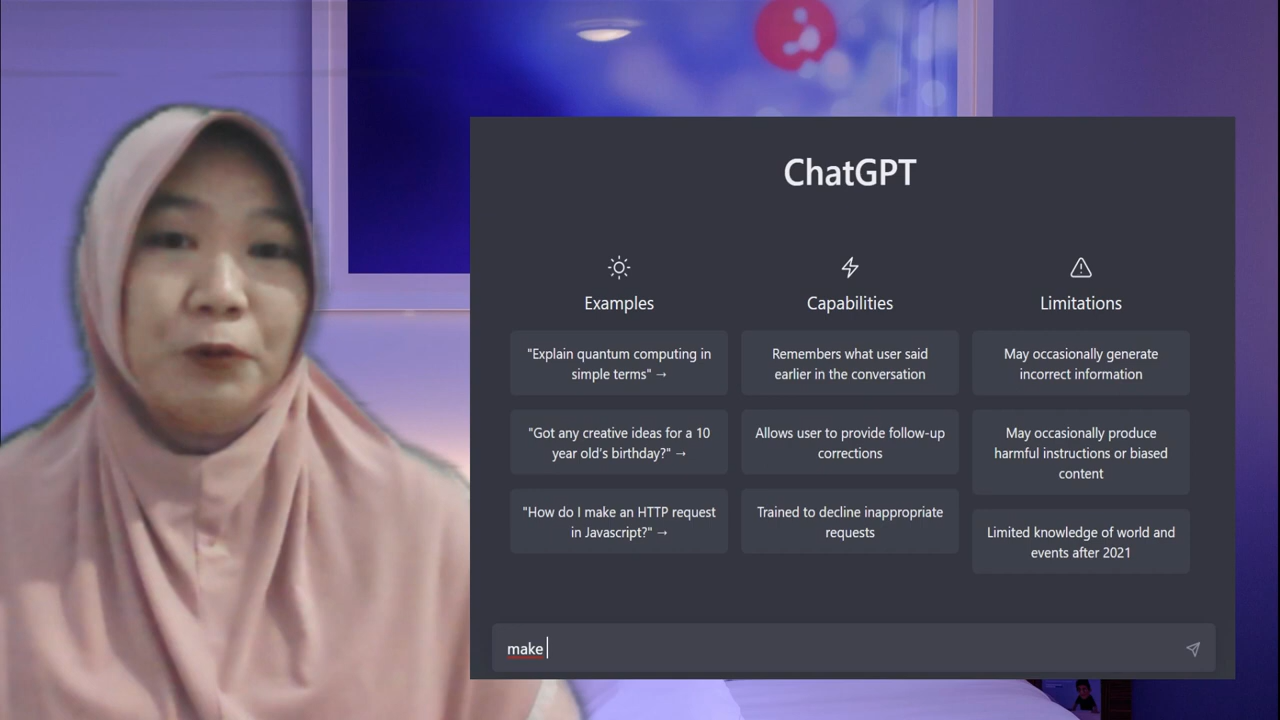 ChatGPT
Examples
Capabilities
Limitations
"Explain quantum computing in
simple terms" →
Remembers what user said
earlier in the conversation
May occasionally generate
incorrect information
"Got any creative ideas for a 10
year old's birthday?" →
Allows user to provide follow-up
corrections
May occasionally produce
harmful instructions or biased
content
"How do I make an HTTP request
in Javascript?" →
Trained to decline inappropriate
requests
Limited knowledge of world and
events after 2021
make